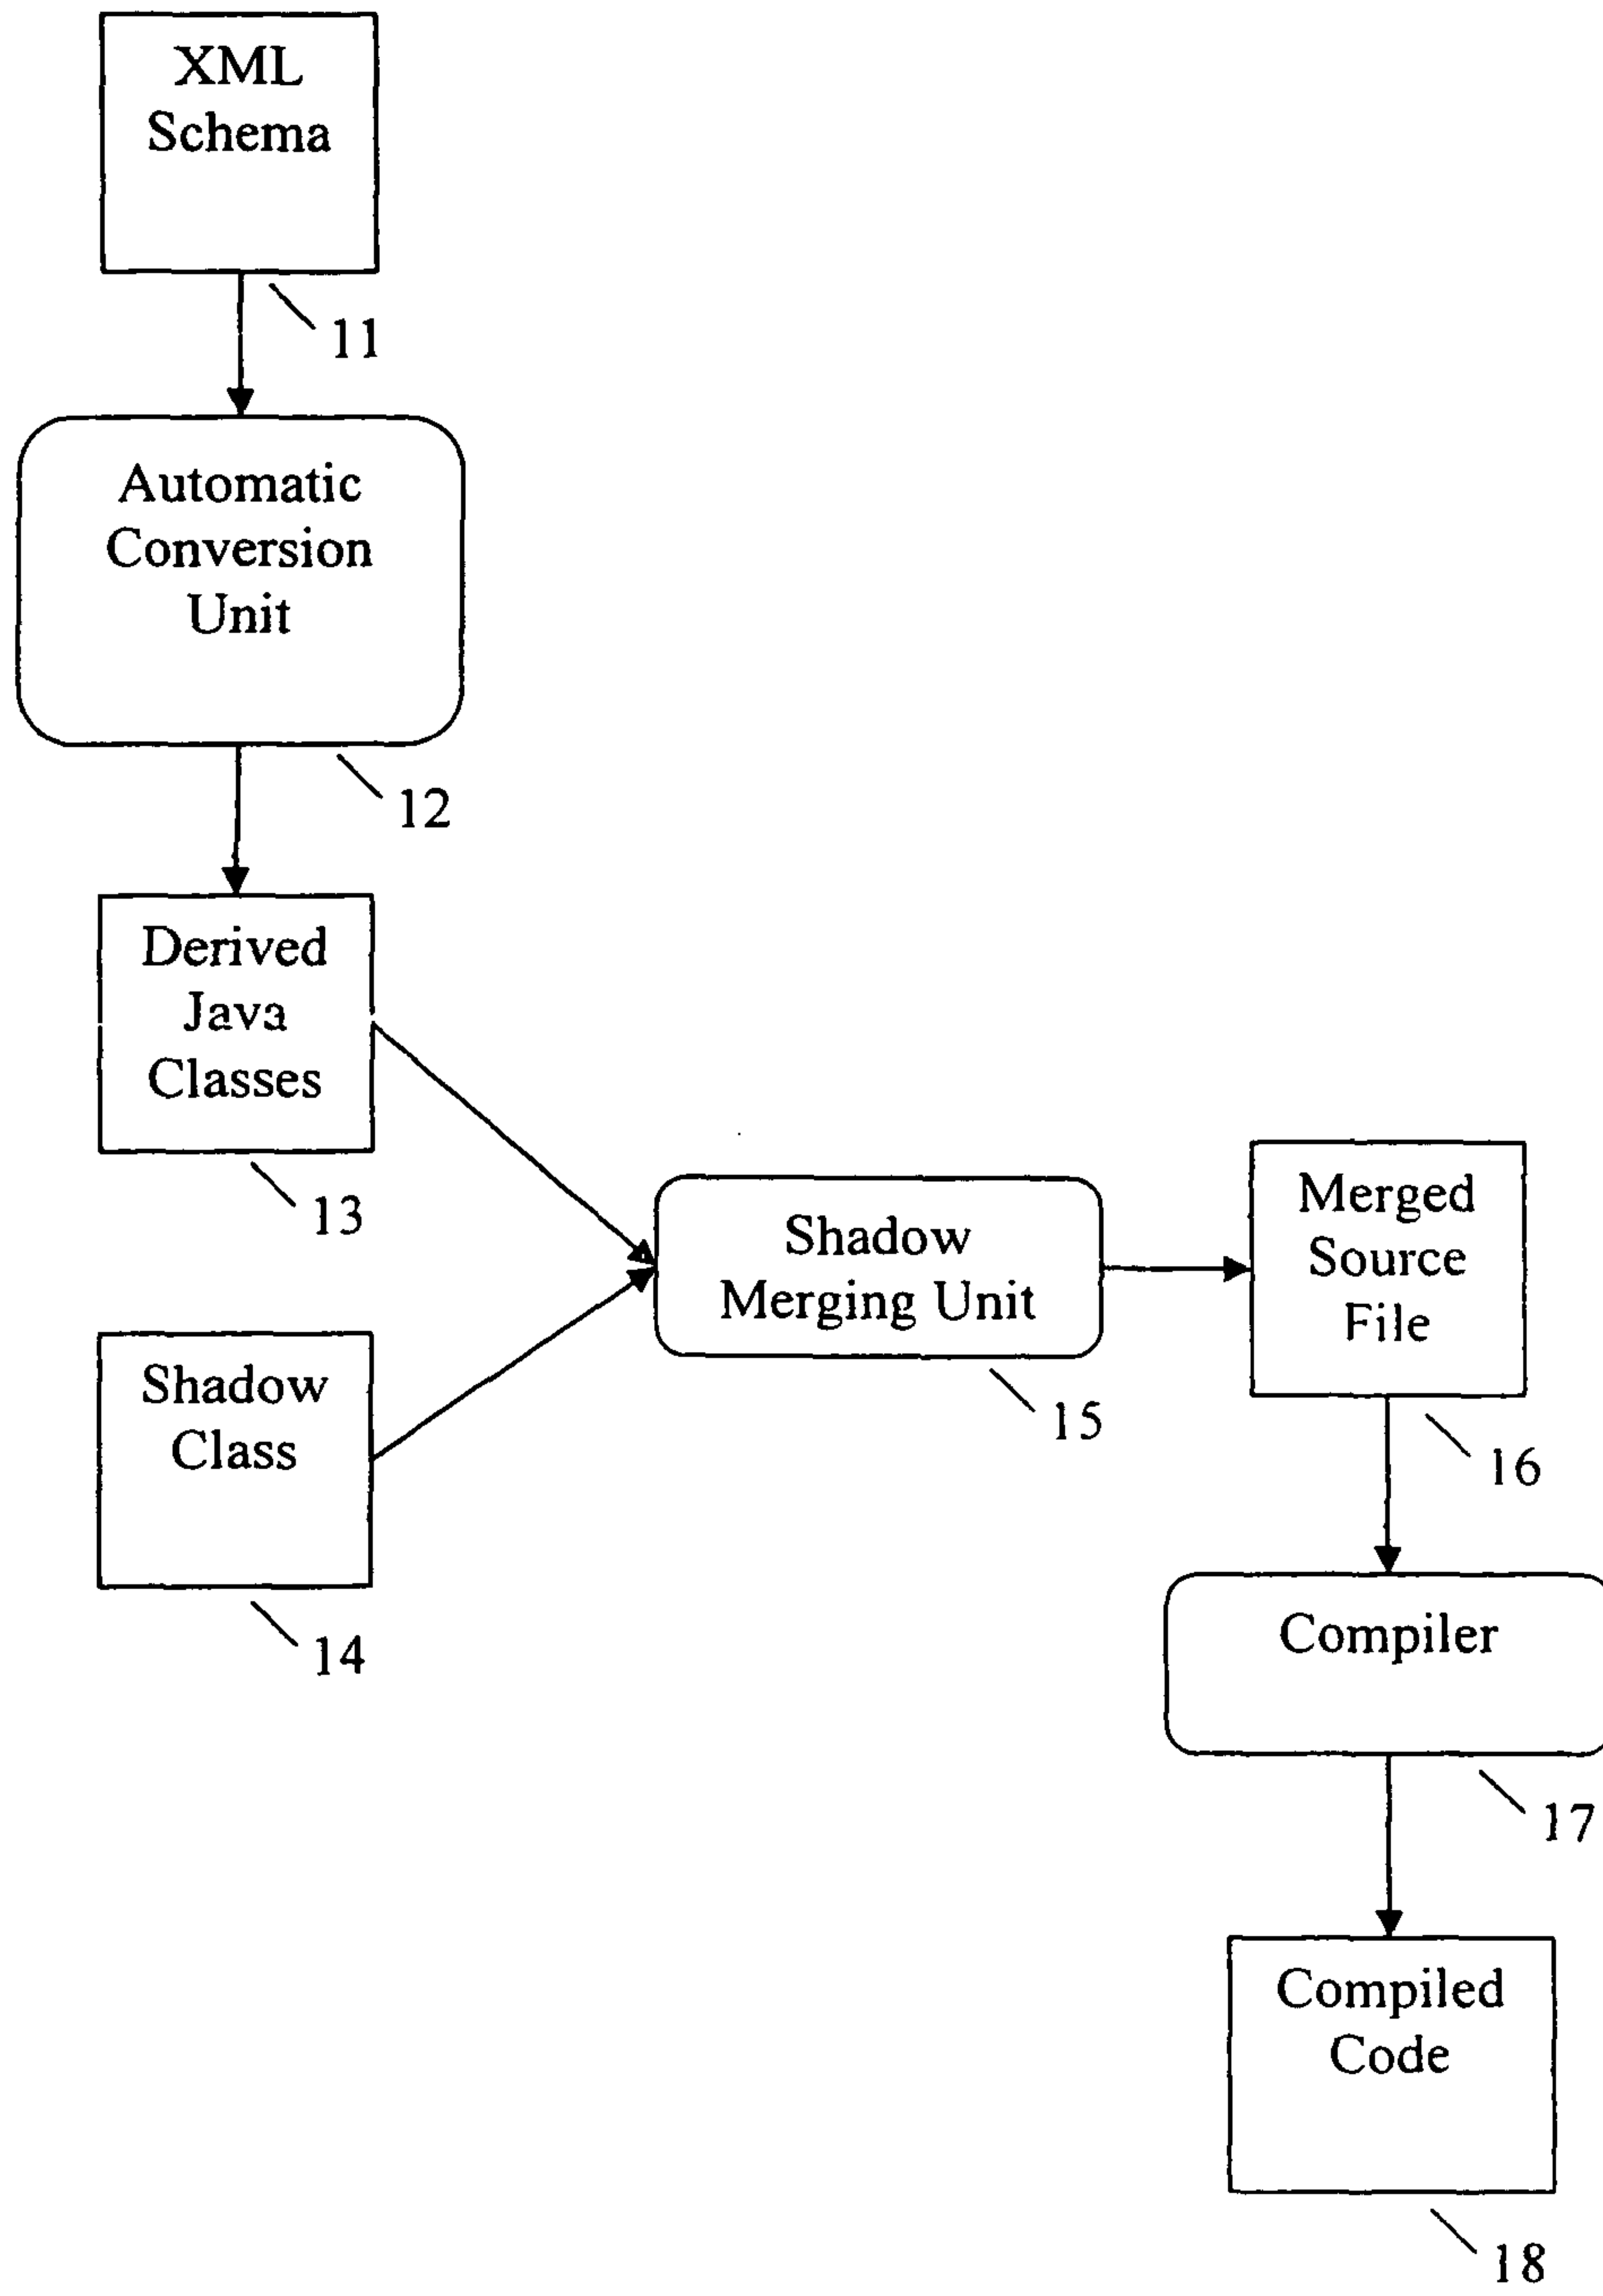 XML
Schema
11
Automatic
Conversion
Unit
12
Derived
Java
Classes
13
Shadow
Class
14
Shadow
Merging Unit
15
Merged
Source
File
16
Compiler
17
Compiled
Code
18